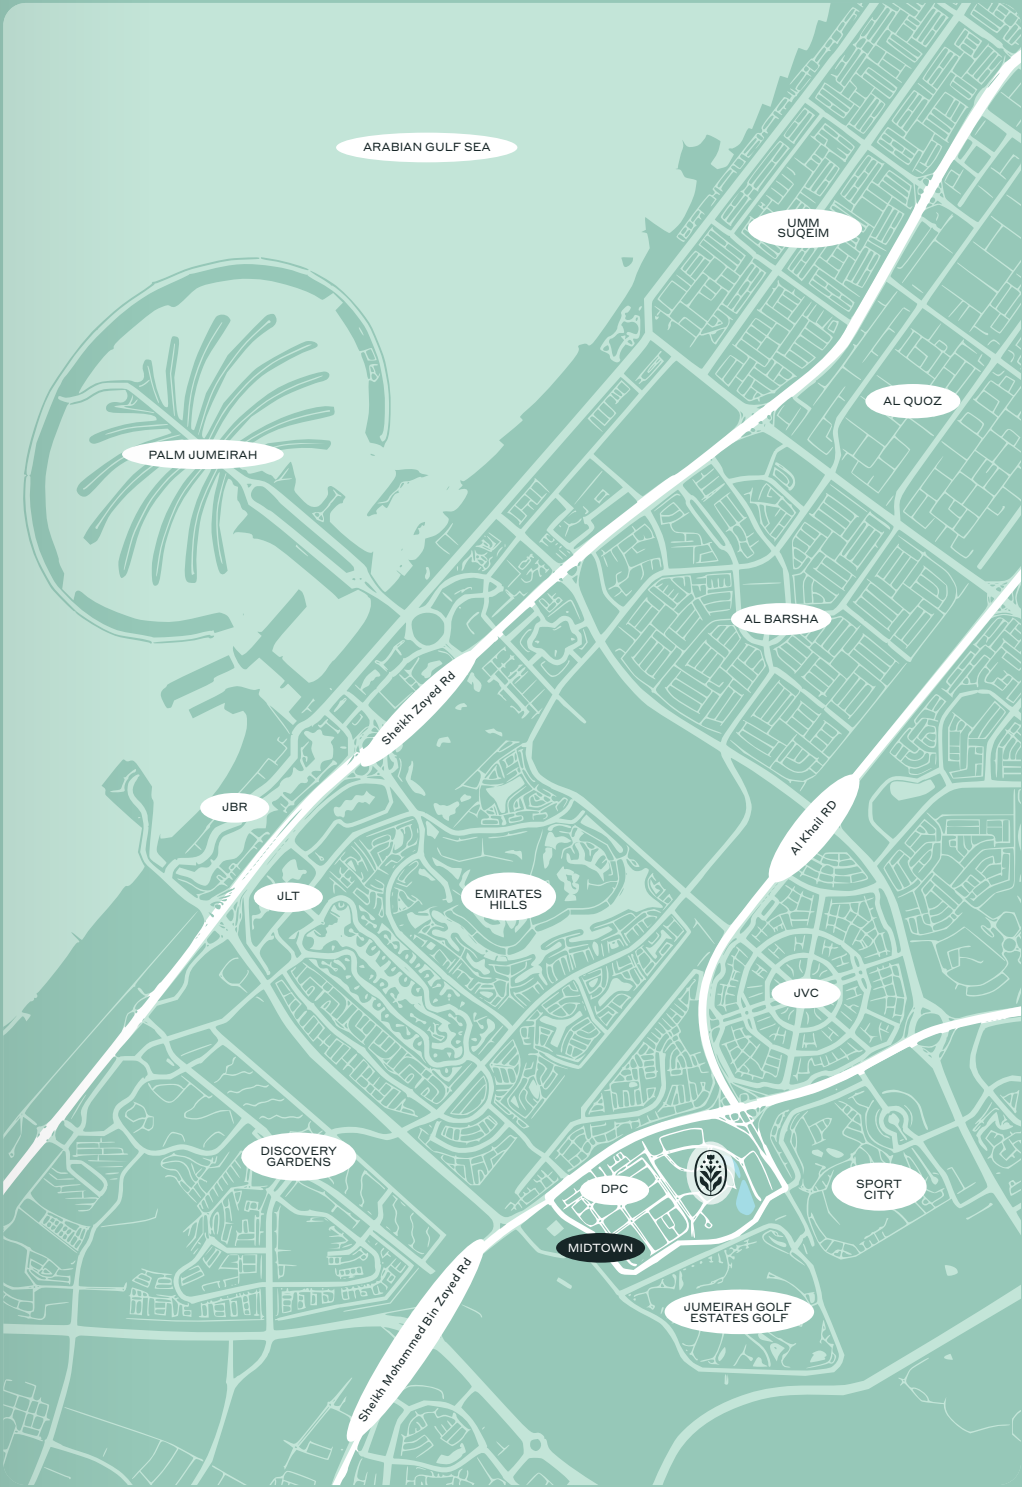 ARABIAN GULF SEA
UMM
SUQEIM
AL QUOZ
PALM JUMEIRAH
AL BARSHA
Sheikh Zayed Rd
JBR
Al Khail RD
JLT
EMIRATES
HILLS
JVC
DISCOVERY
GARDENS
DPC
SPORT
CITY
MIDTOWN
JUMEIRAH GOLF
ESTATES GOLF
Sheikh Mohammed Bin Zayed Rd